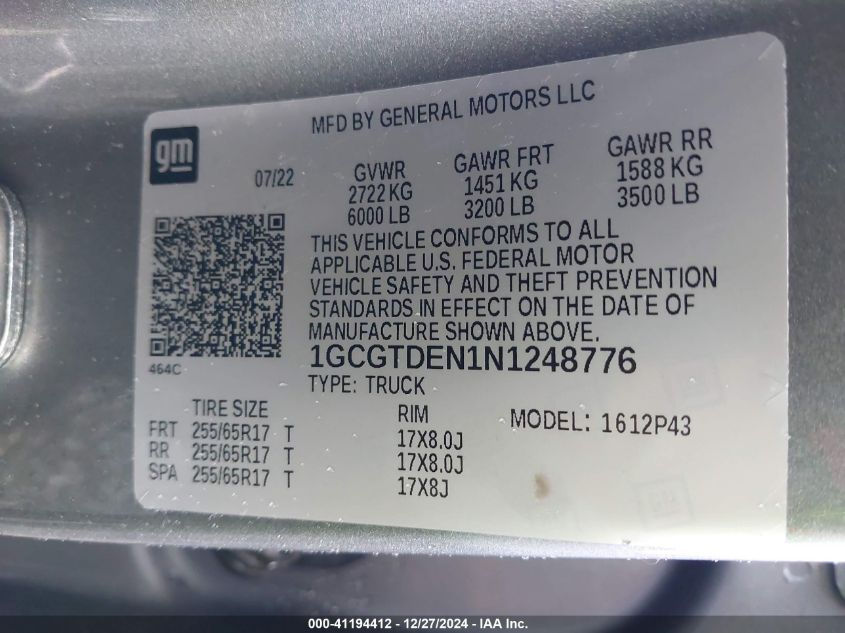 MFD BY GENERAL MOTORS LLC
gm
07/22
GVWR
2722 KG
6000 LB
GAWR FRT
1451 KG
3200 LB
GAWR RR
1588 KG
3500 LB
THIS VEHICLE CONFORMS TO ALL
APPLICABLE U.S. FEDERAL MOTOR
VEHICLE SAFETY AND THEFT PREVENTION
STANDARDS IN EFFECT ON THE DATE OF
MANUFACTURE SHOWN ABOVE.
464C
1GCGTDEN1N1248776
TYPE: TRUCK
TIRE SIZE RIM MODEL: 1612P43
FRT 255/65R17 T 17X8.0J
RR 255/65R17 T 17X8.0J
SPA 255/65R17 T 17X8J
000-41194412 - 12/27/2024 - IAA Inc.